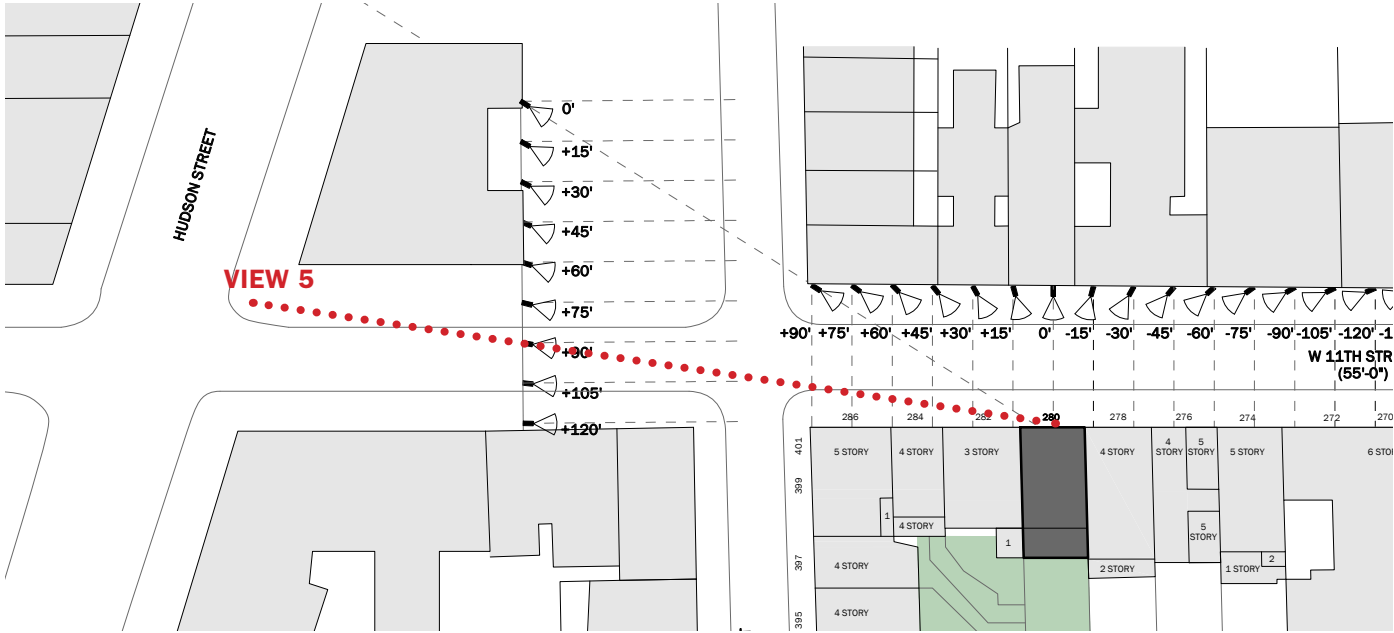 HUDSON STREET
VIEW 5
0'
+15'
+30'
+45'
+60'
+75'
+90'
+105'
+120'
+90' +75' +60' +45' +30' +15' 0' -15' -30' -45' -60' -75' -90' -105' -120' -1
W 11TH STR
(55'-0")
286 284 282 280 278 276 274 272 270
401
399
397
395
5 STORY
4 STORY
3 STORY
4 STORY
4
STORY
5
STORY
5 STORY
6 STO
1
4 STORY
5
STORY
1
4 STORY
2 STORY
1 STORY
2
4 STORY